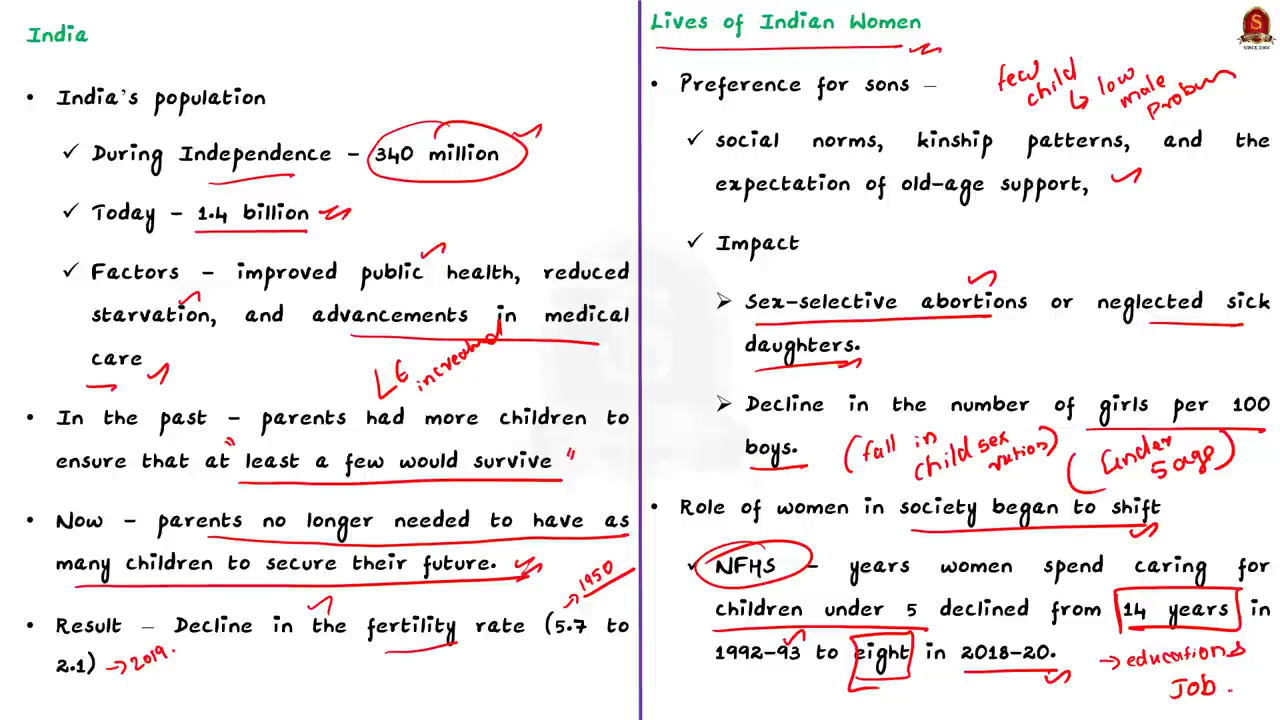 India
• India's population
✓ During Independence – 340 million
✓ Today – 1.4 billion
✓ Factors – improved public health, reduced
starvation, and advancements in medical
care
LE increased
• In the past – parents had more children to
ensure that at "least a few would survive"
• Now – parents no longer needed to have as
many children to secure their future.
→ 1950
• Result – Decline in the fertility rate (5.7 to
2.1) → 2019.
Lives of Indian Women
S
SINCE 2004
• Preference for sons –
few child
↳ low male
✓ social norms, kinship patterns, and the
expectation of old-age support,
✓ Impact
➤ Sex-selective abortions or neglected sick
daughters.
➤ Decline in the number of girls per 100
boys.
(fall in
child sex
(under
5 age)
• Role of women in society began to shift
✓ NFHS – years women spend caring for
children under 5 declined from 14 years in
1992-93 to eight in 2018-20.
→ educations
Job.